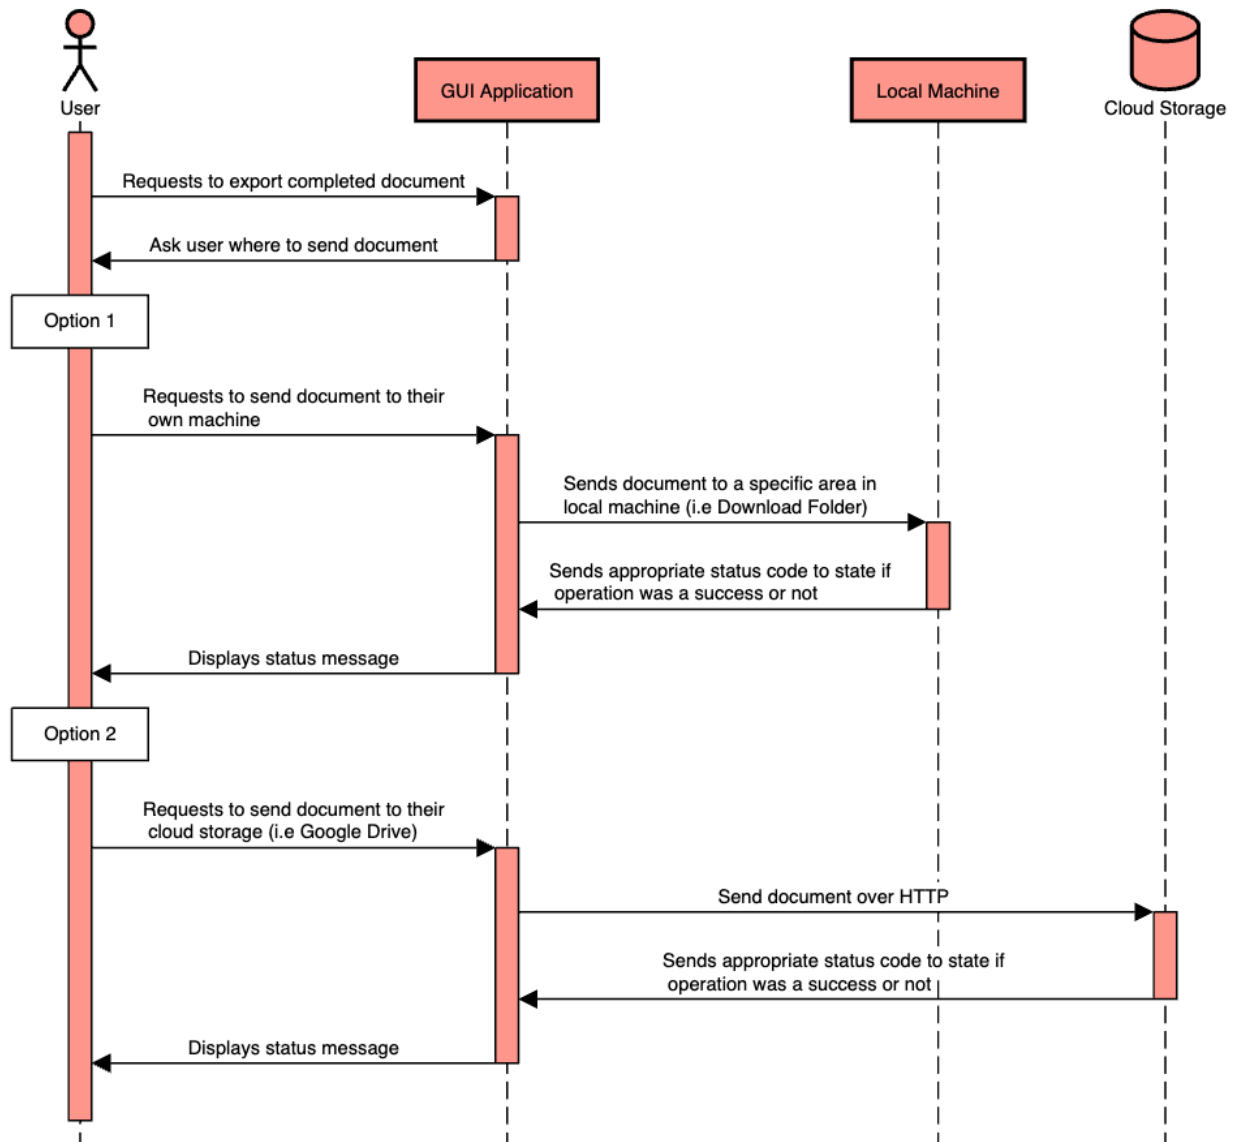 User
GUI Application
Local Machine
Cloud Storage
Requests to export completed document
Ask user where to send document
Option 1
Requests to send document to their
own machine
Sends document to a specific area in
local machine (i.e Download Folder)
Sends appropriate status code to state if
operation was a success or not
Displays status message
Option 2
Requests to send document to their
cloud storage (i.e Google Drive)
Send document over HTTP
Sends appropriate status code to state if
operation was a success or not
Displays status message